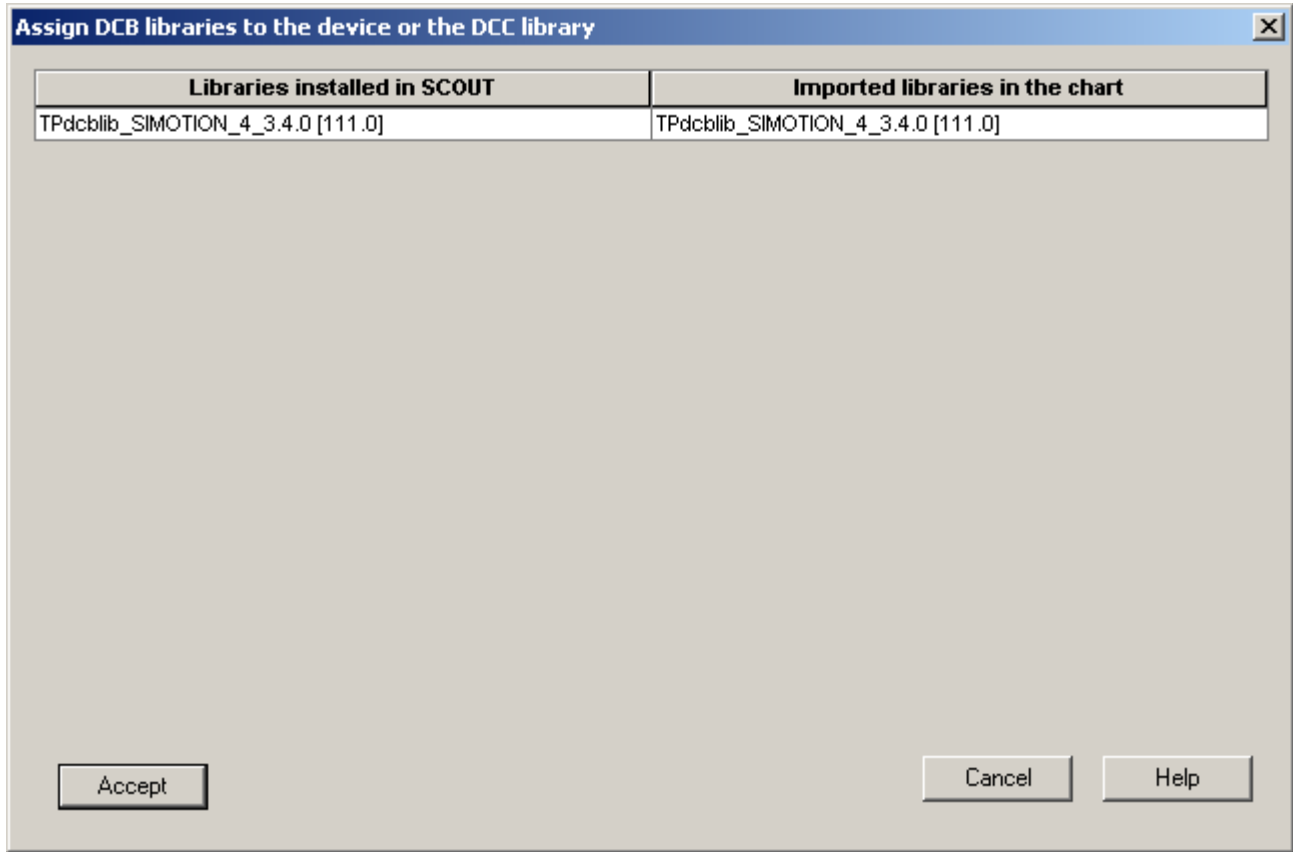 Assign DCB libraries to the device or the DCC library
Libraries installed in SCOUT Imported libraries in the chart
TPdcblib_SIMOTION_4_3.4.0 [111.0] TPdcblib_SIMOTION_4_3.4.0 [111.0]
Accept Cancel Help